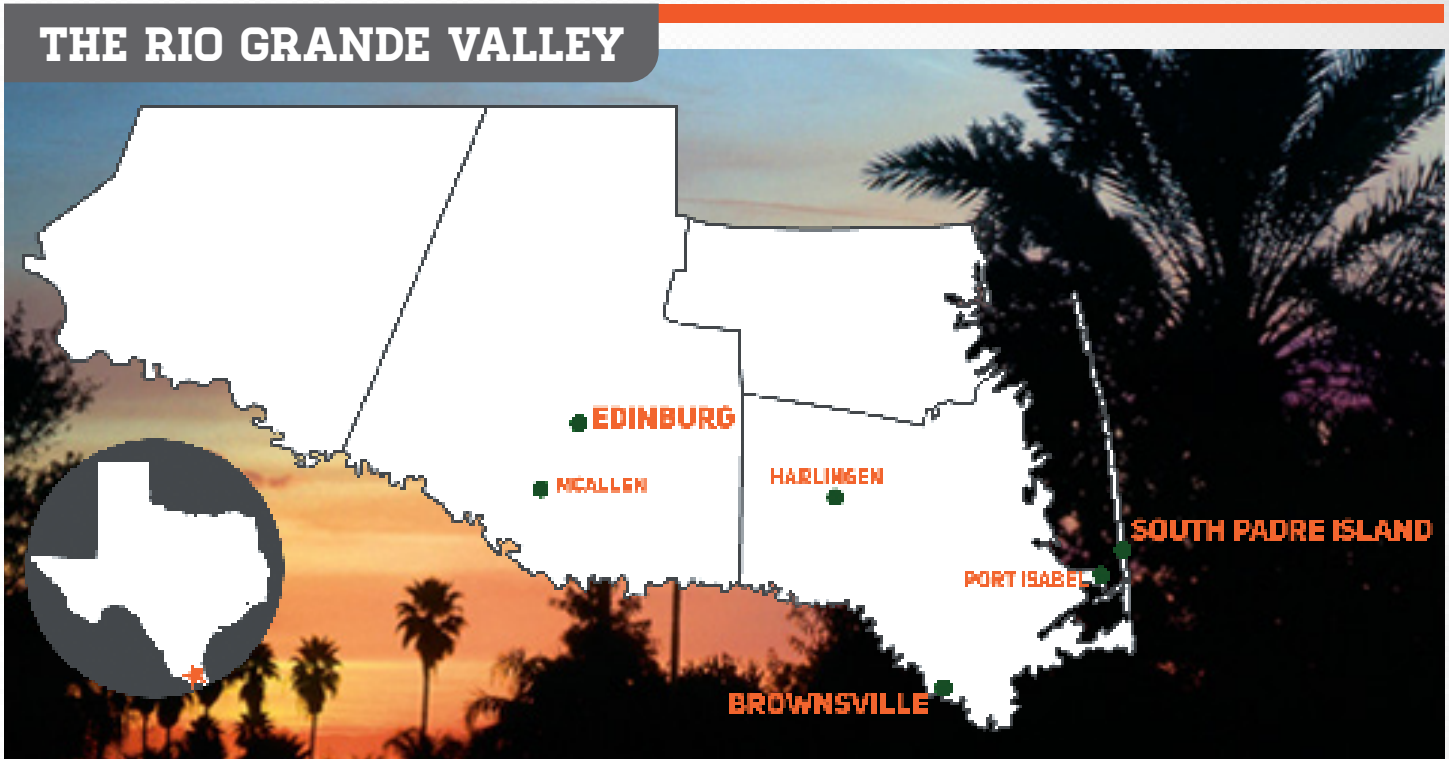 THE RIO GRANDE VALLEY
EDINBURG
MCALLEN
HARLINGEN
SOUTH PADRE ISLAND
PORT ISABEL
BROWNSVILLE